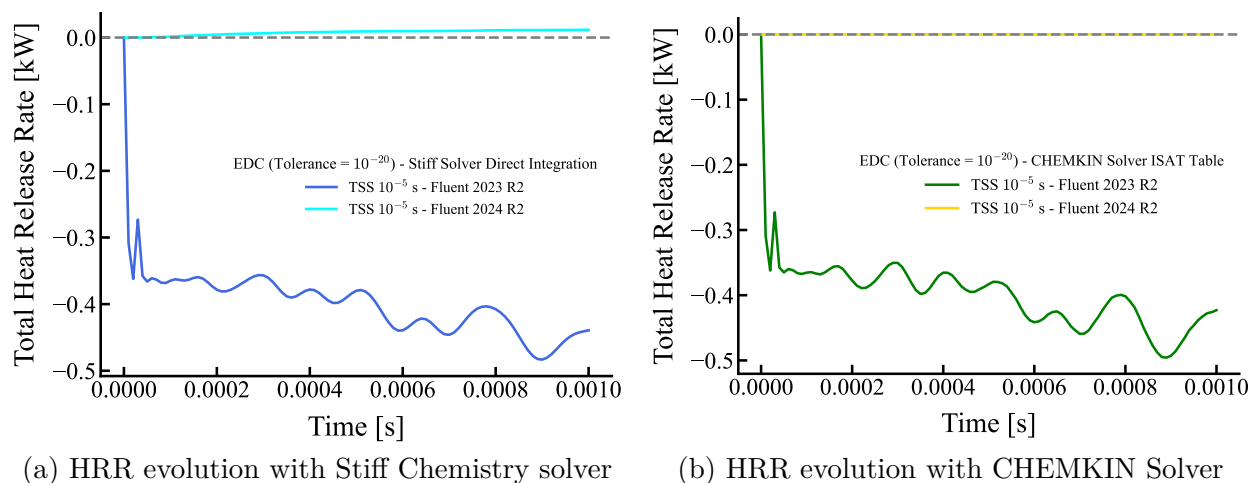 Total Heat Release Rate [kW]
0.0
−0.1
−0.2
−0.3
−0.4
−0.5
EDC (Tolerance = 10⁻²⁰) - Stiff Solver Direct Integration
TSS 10⁻⁵ s - Fluent 2023 R2
TSS 10⁻⁵ s - Fluent 2024 R2
0.0000 0.0002 0.0004 0.0006 0.0008 0.0010
Time [s]
(a) HRR evolution with Stiff Chemistry solver
Total Heat Release Rate [kW]
0.0
−0.1
−0.2
−0.3
−0.4
−0.5
EDC (Tolerance = 10⁻²⁰) - CHEMKIN Solver ISAT Table
TSS 10⁻⁵ s - Fluent 2023 R2
TSS 10⁻⁵ s - Fluent 2024 R2
0.0000 0.0002 0.0004 0.0006 0.0008 0.0010
Time [s]
(b) HRR evolution with CHEMKIN Solver